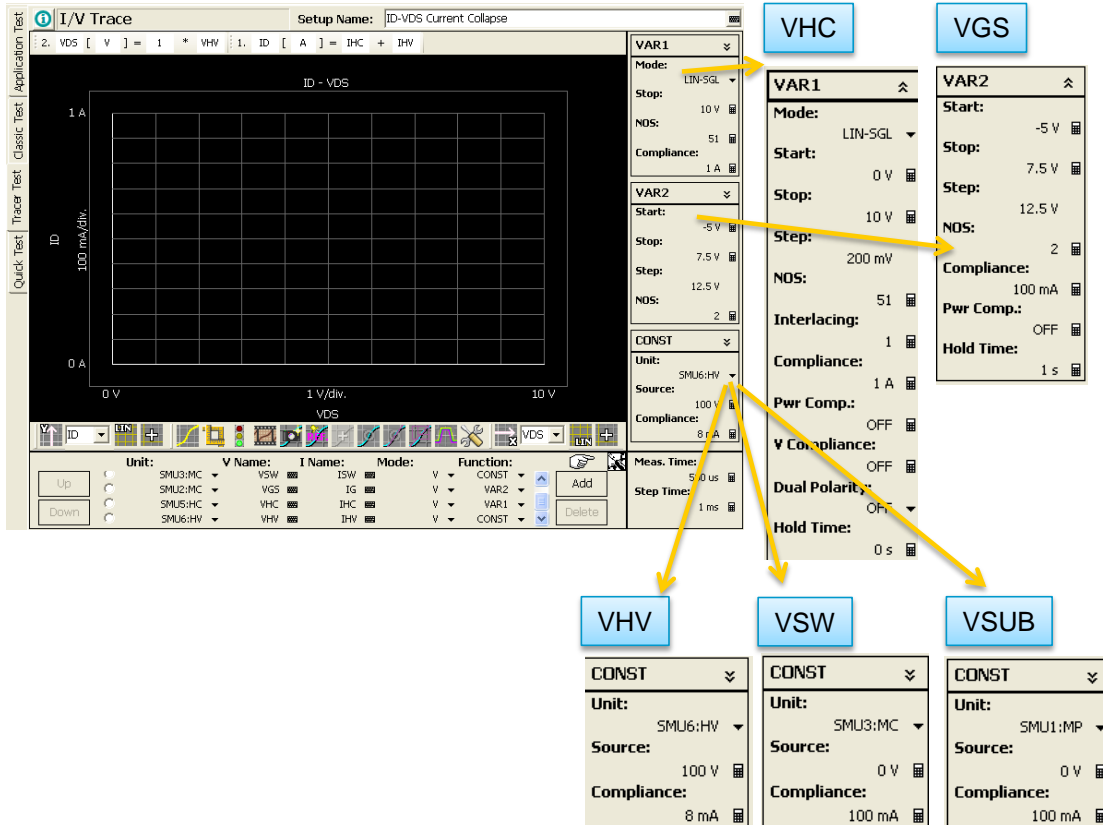 I/V Trace
Setup Name: ID-VDS Current Collapse
2. VDS [ V ] = 1 * VHV
1. ID [ A ] = IHC + IHV
Application Test
Classic Test
Tracer Test
Quick Test
ID - VDS
1 A
ID
100 mA/div.
0 A
0 V
1 V/div.
10 V
VDS
VAR1
Mode:
LIN-SGL
Stop:
10 V
NOS:
51
Compliance:
1 A
VAR2
Start:
-5 V
Stop:
7.5 V
Step:
12.5 V
NOS:
2
CONST
Unit:
SMU6:HV
Source:
100 V
Compliance:
8 mA
ID
LIN
VDS
LIN
Unit: V Name: I Name: Mode: Function:
SMU3:MC VSW ISW V CONST
SMU2:MC VGS IG V VAR2
SMU5:HC VHC IHC V VAR1
SMU6:HV VHV IHV V CONST
Up
Down
Add
Delete
Meas. Time:
500 us
Step Time:
1 ms
VHC
VAR1
Mode:
LIN-SGL
Start:
0 V
Stop:
10 V
Step:
200 mV
NOS:
51
Interlacing:
1
Compliance:
1 A
Pwr Comp.:
OFF
V Compliance:
OFF
Dual Polarity:
OFF
Hold Time:
0 s
VGS
VAR2
Start:
-5 V
Stop:
7.5 V
Step:
12.5 V
NOS:
2
Compliance:
100 mA
Pwr Comp.:
OFF
Hold Time:
1 s
VHV
CONST
Unit:
SMU6:HV
Source:
100 V
Compliance:
8 mA
VSW
CONST
Unit:
SMU3:MC
Source:
0 V
Compliance:
100 mA
VSUB
CONST
Unit:
SMU1:MP
Source:
0 V
Compliance:
100 mA